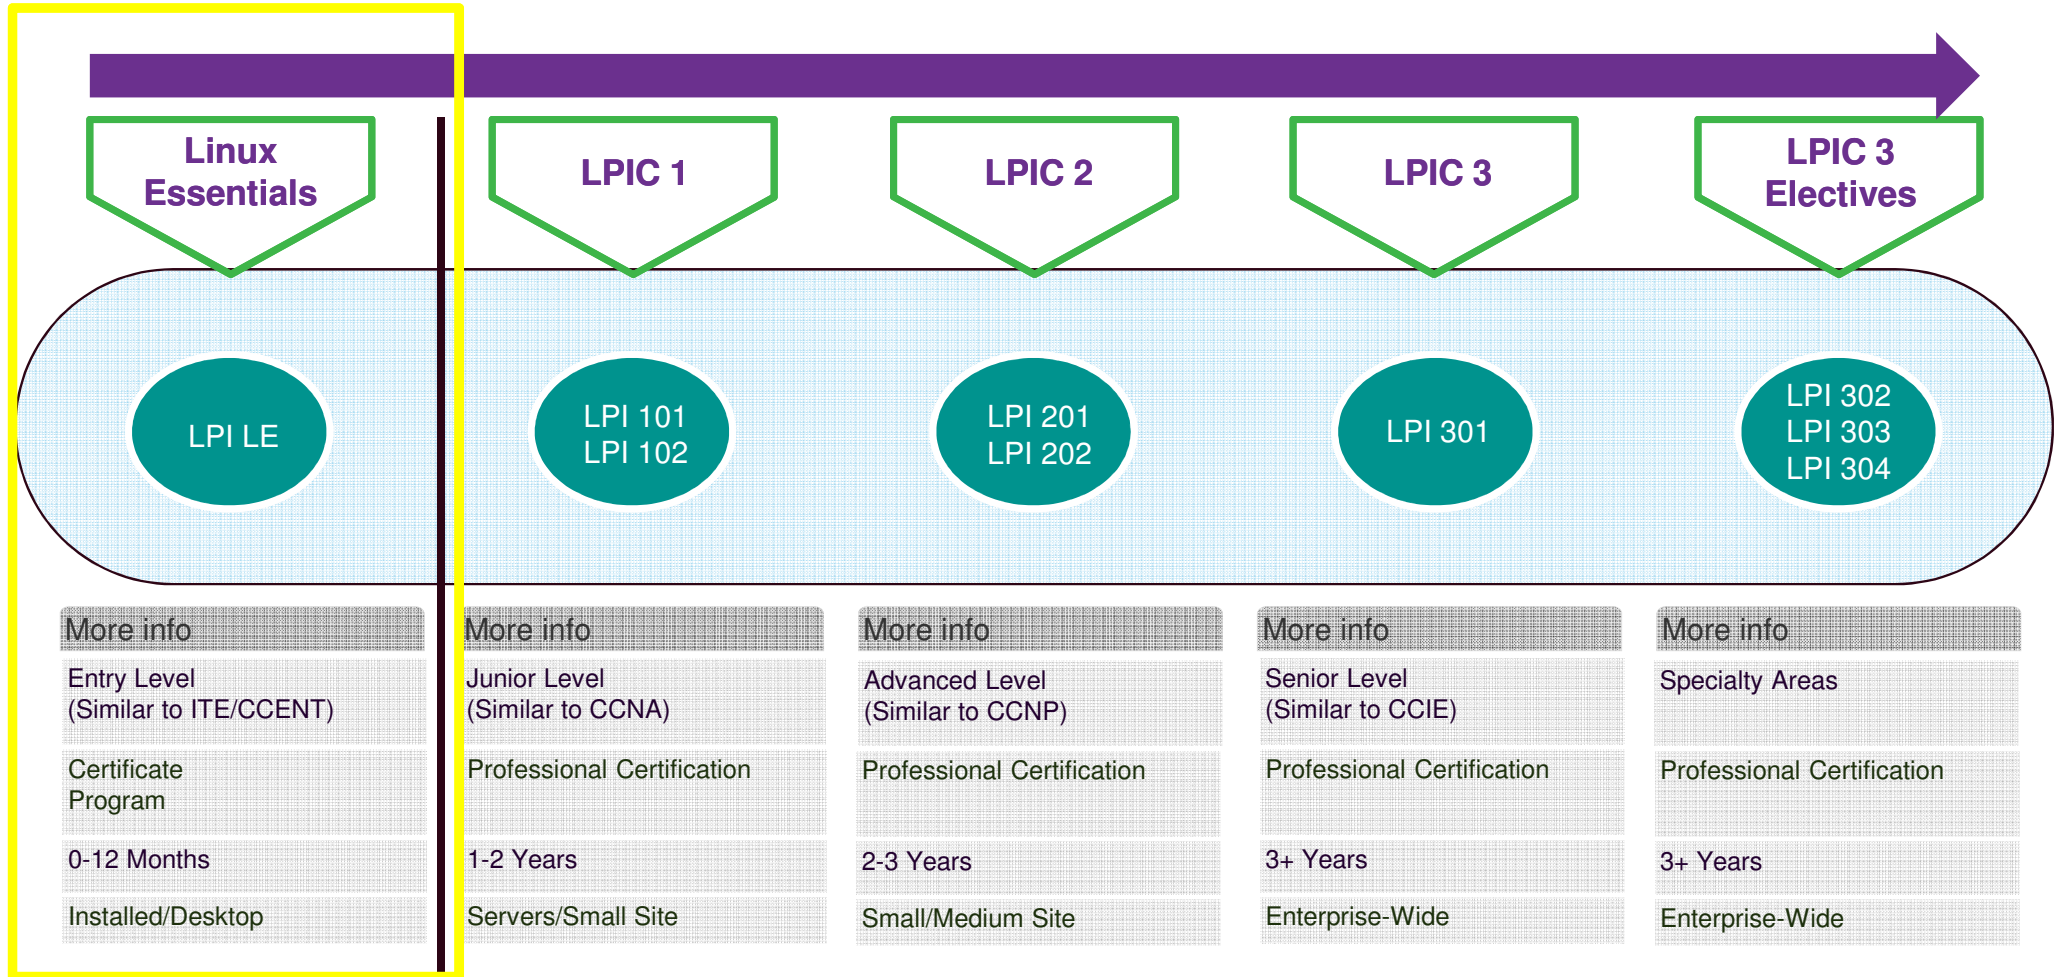 Linux
Essentials
LPIC 1
LPIC 2
LPIC 3
LPIC 3
Electives
LPI LE
LPI 101
LPI 102
LPI 201
LPI 202
LPI 301
LPI 302
LPI 303
LPI 304
More info
Entry Level
(Similar to ITE/CCENT)
Certificate
Program
0-12 Months
Installed/Desktop
More info
Junior Level
(Similar to CCNA)
Professional Certification
1-2 Years
Servers/Small Site
More info
Advanced Level
(Similar to CCNP)
Professional Certification
2-3 Years
Small/Medium Site
More info
Senior Level
(Similar to CCIE)
Professional Certification
3+ Years
Enterprise-Wide
More info
Specialty Areas
Professional Certification
3+ Years
Enterprise-Wide